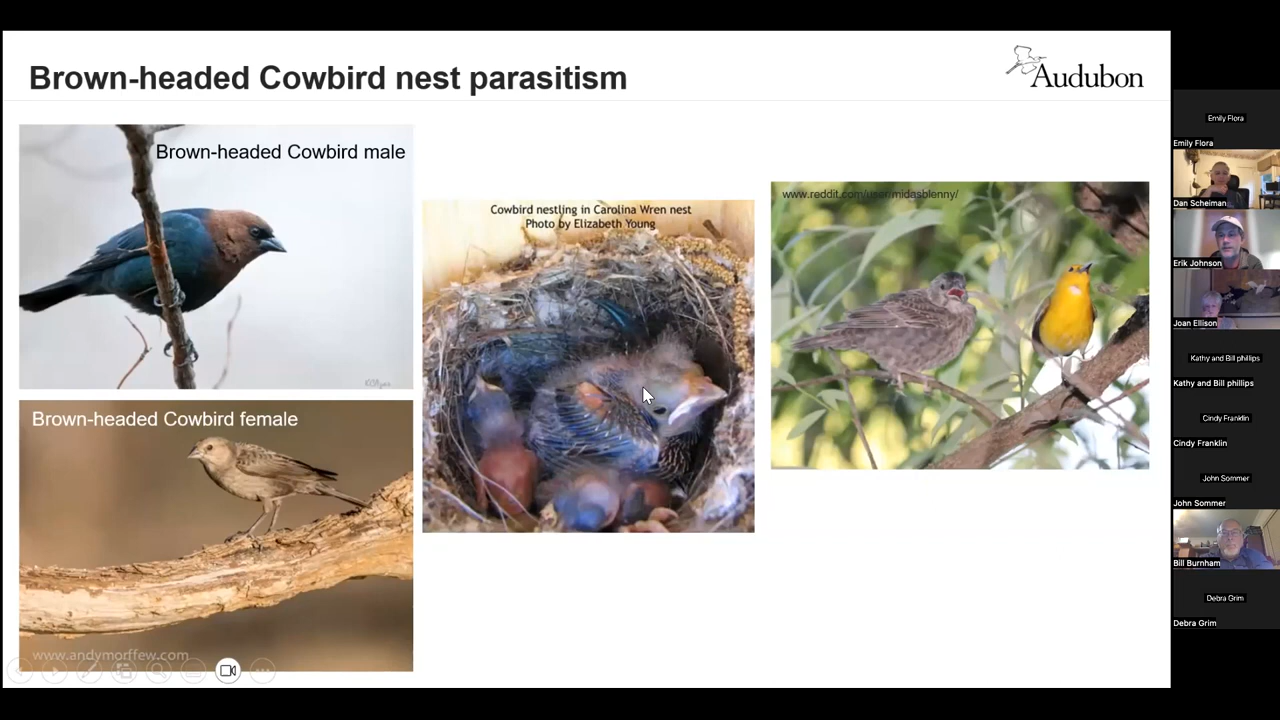 Brown-headed Cowbird nest parasitism
Audubon
Brown-headed Cowbird male
Brown-headed Cowbird female
www.andymorffew.com
Cowbird nestling in Carolina Wren nest
Photo by Elizabeth Young
www.reddit.com/user/midasblenny/
Emily Flora
Emily Flora
Dan Scheiman
Erik Johnson
Joan Ellison
Kathy and Bill phillips
Kathy and Bill phillips
Cindy Franklin
Cindy Franklin
John Sommer
John Sommer
Bill Burnham
Debra Grim
Debra Grim